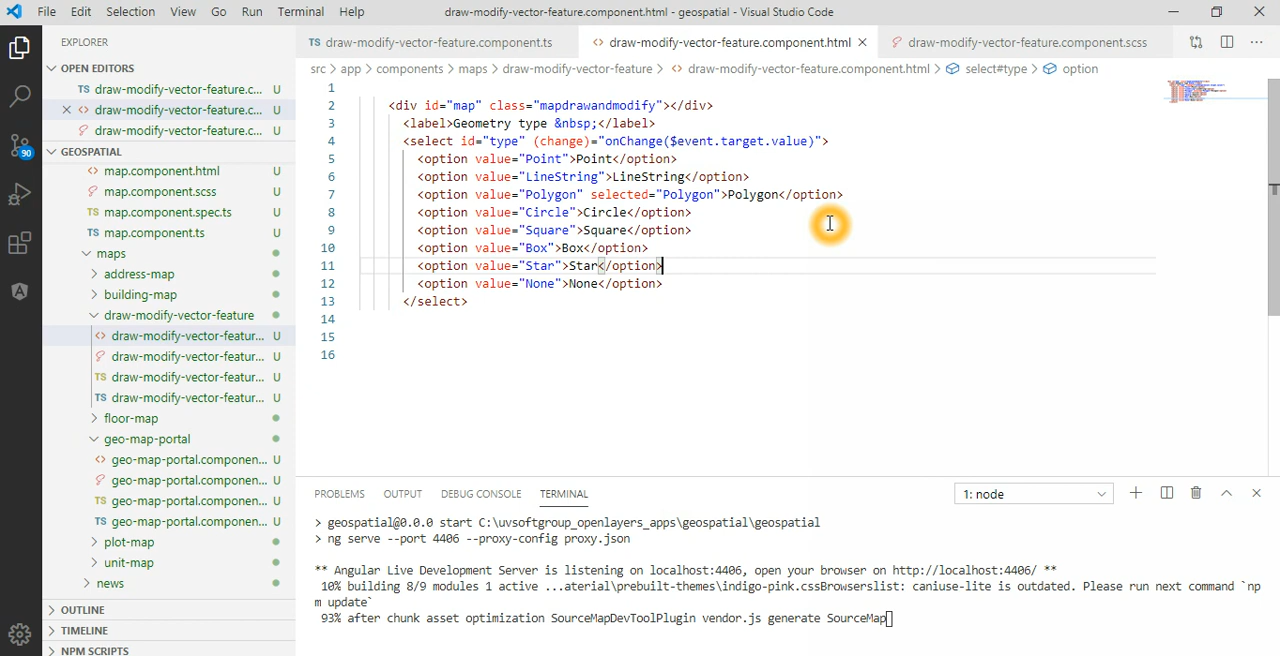 File Edit Selection View Go Run Terminal Help draw-modify-vector-feature.component.html - geospatial - Visual Studio Code
EXPLORER
OPEN EDITORS
TS draw-modify-vector-feature.c... U
<> draw-modify-vector-feature.c... U
draw-modify-vector-feature.c... U
GEOSPATIAL
<> map.component.html U
map.component.scss U
TS map.component.spec.ts U
TS map.component.ts U
maps
address-map
building-map
draw-modify-vector-feature
<> draw-modify-vector-featur... U
draw-modify-vector-featur... U
TS draw-modify-vector-featur... U
TS draw-modify-vector-featur... U
floor-map
geo-map-portal
<> geo-map-portal.componen... U
geo-map-portal.componen... U
TS geo-map-portal.componen... U
TS geo-map-portal.componen... U
plot-map
unit-map
news
OUTLINE
TIMELINE
NPM SCRIPTS
90
TS draw-modify-vector-feature.component.ts <> draw-modify-vector-feature.component.html draw-modify-vector-feature.component.scss
src > app > components > maps > draw-modify-vector-feature > <> draw-modify-vector-feature.component.html > select#type > option
1
2 <div id="map" class="mapdrawandmodify"></div>
3 <label>Geometry type &nbsp;</label>
4 <select id="type" (change)="onChange($event.target.value)">
5 <option value="Point">Point</option>
6 <option value="LineString">LineString</option>
7 <option value="Polygon" selected="Polygon">Polygon</option>
8 <option value="Circle">Circle</option>
9 <option value="Square">Square</option>
10 <option value="Box">Box</option>
11 <option value="Star">Star</option>
12 <option value="None">None</option>
13 </select>
14
15
16
PROBLEMS OUTPUT DEBUG CONSOLE TERMINAL 1: node
> geospatial@0.0.0 start C:\uvsoftgroup_openlayers_apps\geospatial\geospatial
> ng serve --port 4406 --proxy-config proxy.json
** Angular Live Development Server is listening on localhost:4406, open your browser on http://localhost:4406/ **
10% building 8/9 modules 1 active ...aterial\prebuilt-themes\indigo-pink.cssBrowserslist: caniuse-lite is outdated. Please run next command `np
m update`
93% after chunk asset optimization SourceMapDevToolPlugin vendor.js generate SourceMap